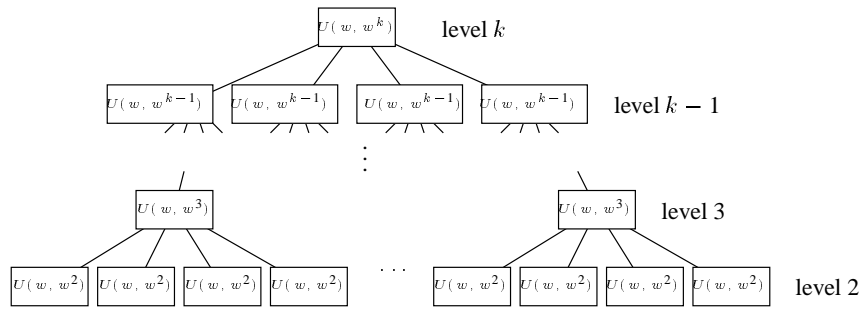 U(w, w^k) level k
U(w, w^{k−1}) U(w, w^{k−1}) U(w, w^{k−1}) U(w, w^{k−1}) level k − 1
U(w, w^3) U(w, w^3) level 3
U(w, w^2) U(w, w^2) U(w, w^2) U(w, w^2) · · · U(w, w^2) U(w, w^2) U(w, w^2) U(w, w^2) level 2